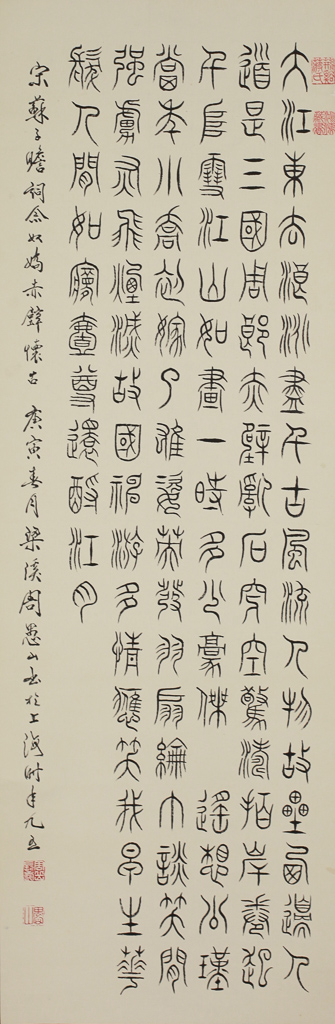 大江東去浪淘盡千古風流人物故壘西邊人
道是三國周郎赤壁亂石穿空驚濤拍岸卷起
千堆雪江山如畫一時多少豪傑 遙想公瑾
當年小喬初嫁了雄姿英發羽扇綸巾談笑間
強虜灰飛煙滅故國神游多情應笑我早生華
髮人間如夢壹尊還酹江月
宋蘇子瞻詞念奴嬌赤壁懷古 庚寅春月梁溪周愚山書於上海時年九五